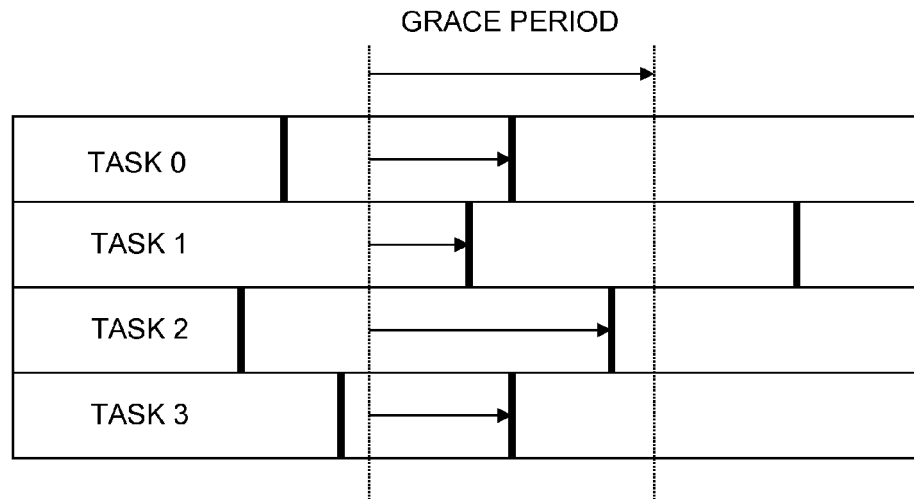 GRACE PERIOD
TASK 0
TASK 1
TASK 2
TASK 3